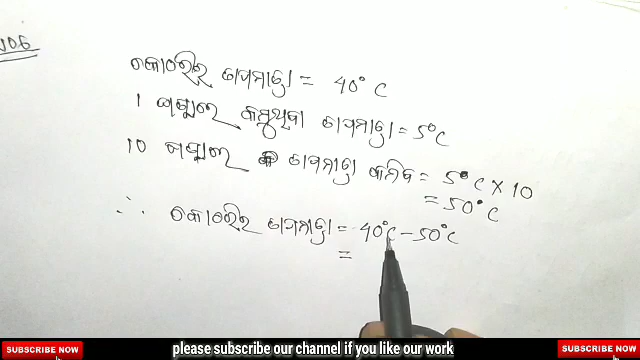 ନଂ 6
କୋଠରିର ତାପମାତ୍ରା = 40° C
1 ଘଣ୍ଟାରେ କମୁଥିବା ତାପମାତ୍ରା = 5°C
10 ଘଣ୍ଟାରେ ତାପମାତ୍ରା କମିବ = 5°C × 10
= 50°C
∴ କୋଠରିର ତାପମାତ୍ରା = 40°C – 50°C
=
please subscribe our channel if you like our work
SUBSCRIBE NOW
SUBSCRIBE NOW